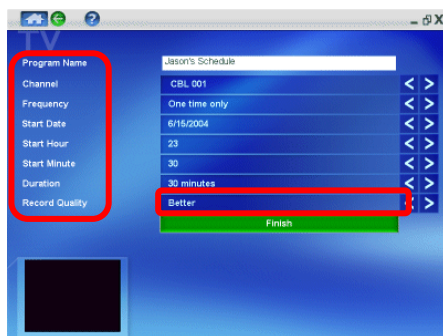 TV
Program Name Jason's Schedule
Channel CBL 001
Frequency One time only
Start Date 6/15/2004
Start Hour 23
Start Minute 30
Duration 30 minutes
Record Quality Better
Finish